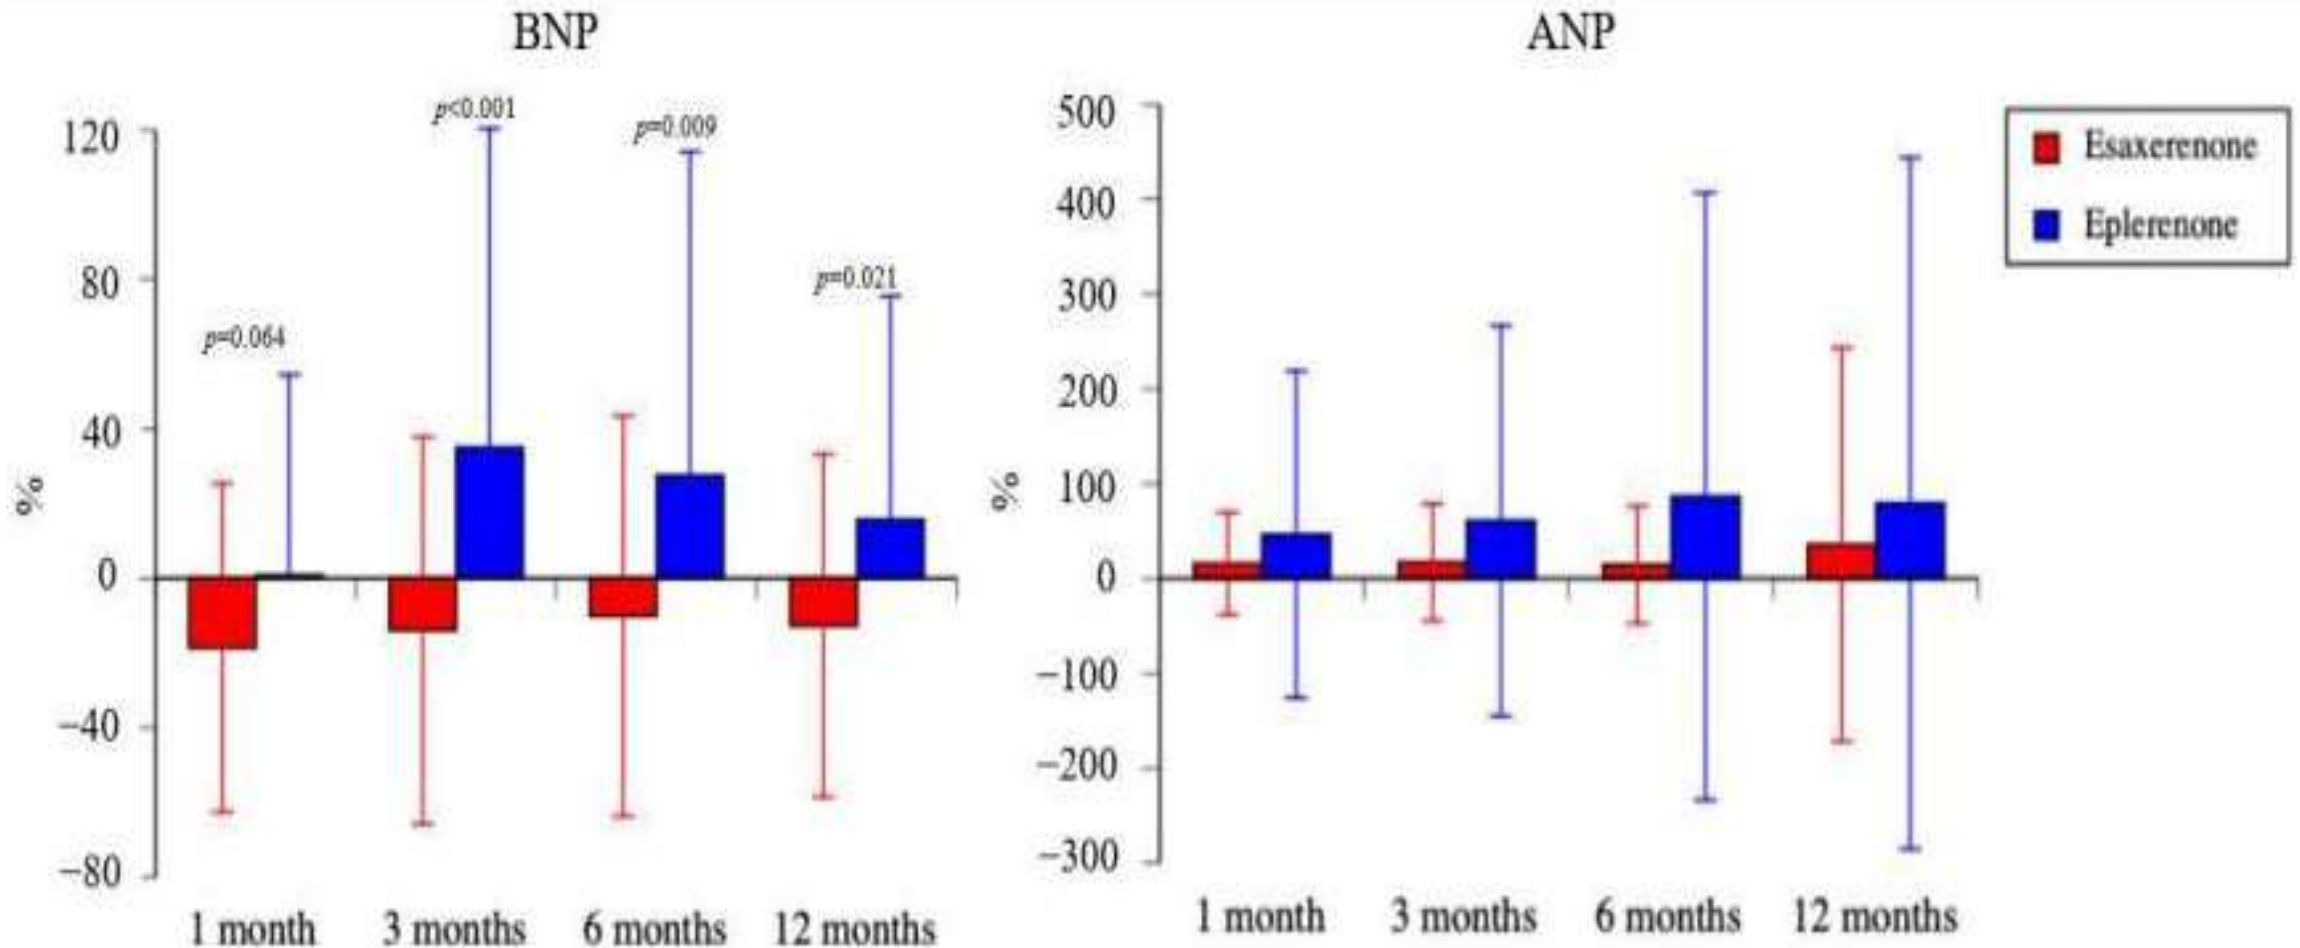 BNP
p<0.001
p=0.009
p=0.021
p=0.064
120
80
40
0
−40
−80
%
1 month
3 months
6 months
12 months
ANP
500
400
300
200
100
0
−100
−200
−300
%
1 month
3 months
6 months
12 months
Esaxerenone
Eplerenone